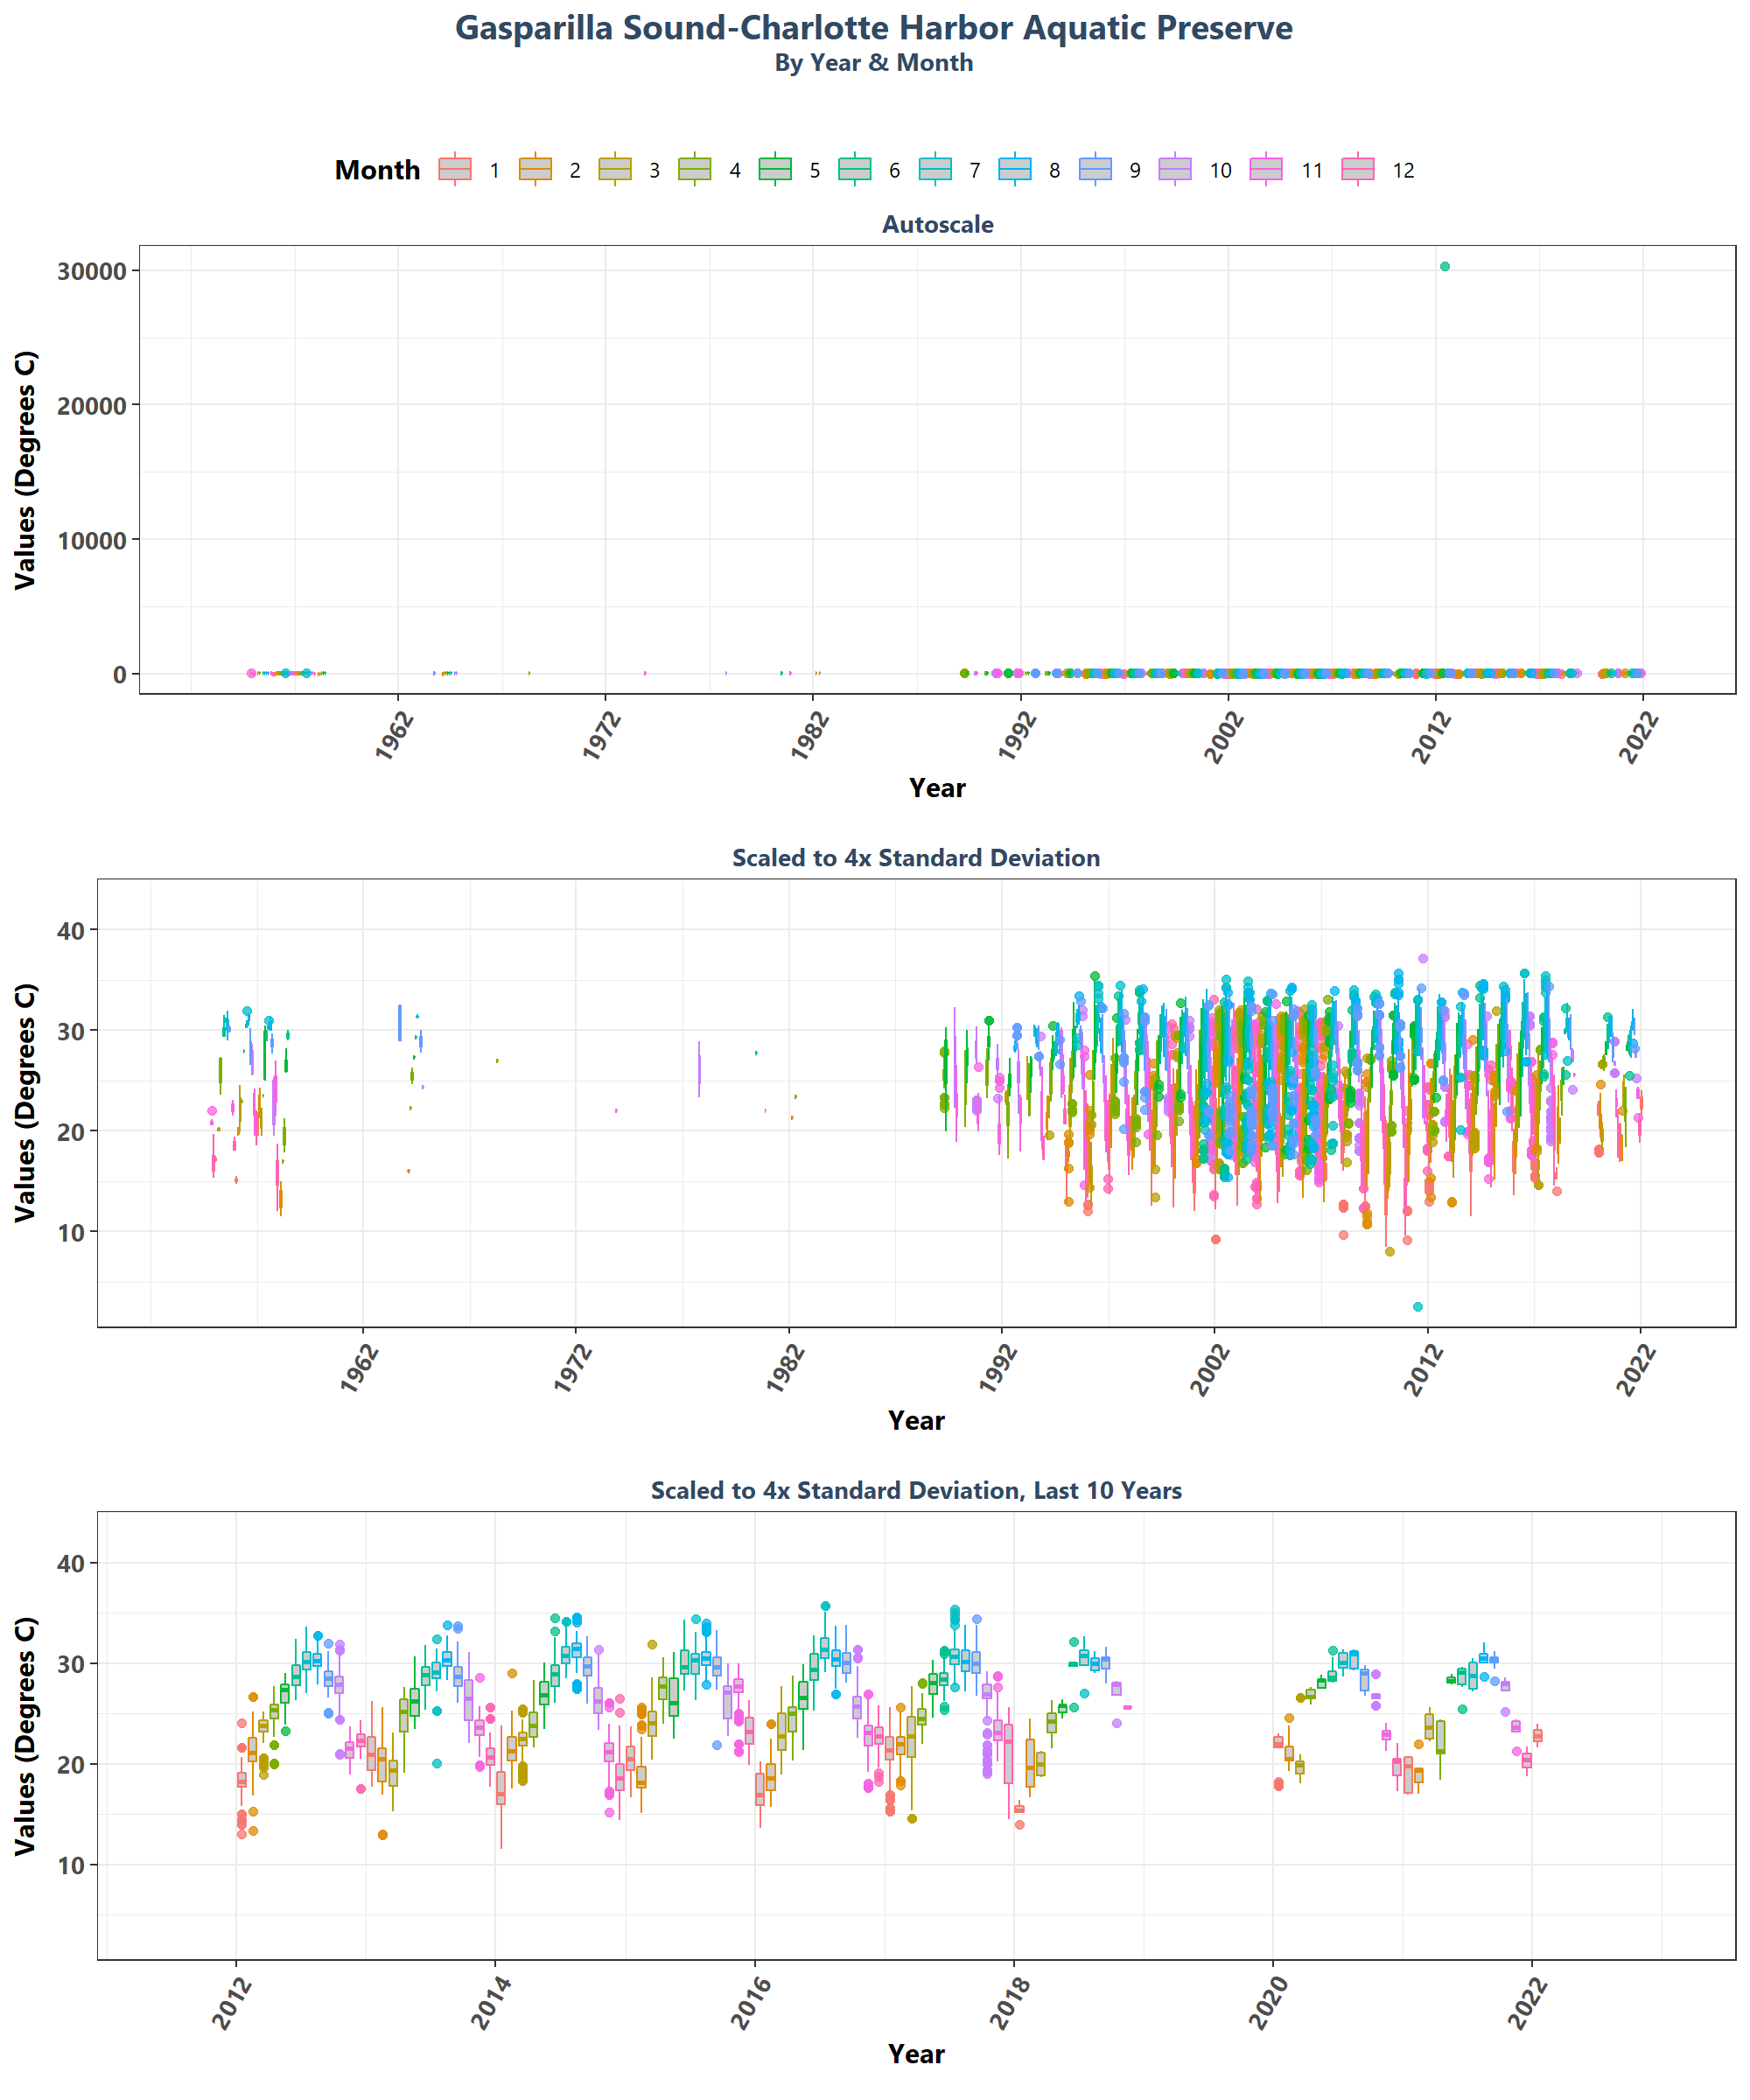 Gasparilla Sound-Charlotte Harbor Aquatic Preserve
By Year & Month
Month 1 2 3 4 5 6 7 8 9 10 11 12
Autoscale
Values (Degrees C)
30000
20000
10000
0
1962 1972 1982 1992 2002 2012 2022
Year
Scaled to 4x Standard Deviation
Values (Degrees C)
40
30
20
10
1962 1972 1982 1992 2002 2012 2022
Year
Scaled to 4x Standard Deviation, Last 10 Years
Values (Degrees C)
40
30
20
10
2012 2014 2016 2018 2020 2022
Year